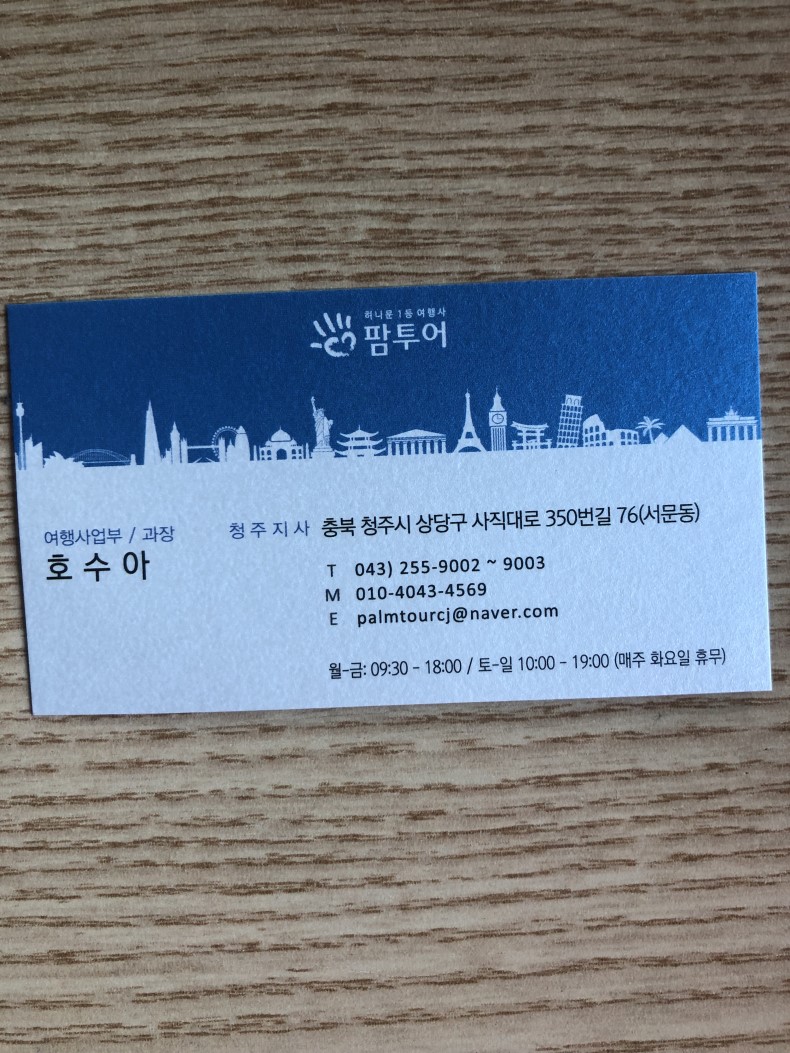 허니문 1등 여행사
팜투어
여행사업부 / 과장
호 수 아
청 주 지 사 충북 청주시 상당구 사직대로 350번길 76(서문동)
T 043) 255-9002 ~ 9003
M 010-4043-4569
E palmtourcj@naver.com
월-금: 09:30 - 18:00 / 토-일 10:00 - 19:00 (매주 화요일 휴무)